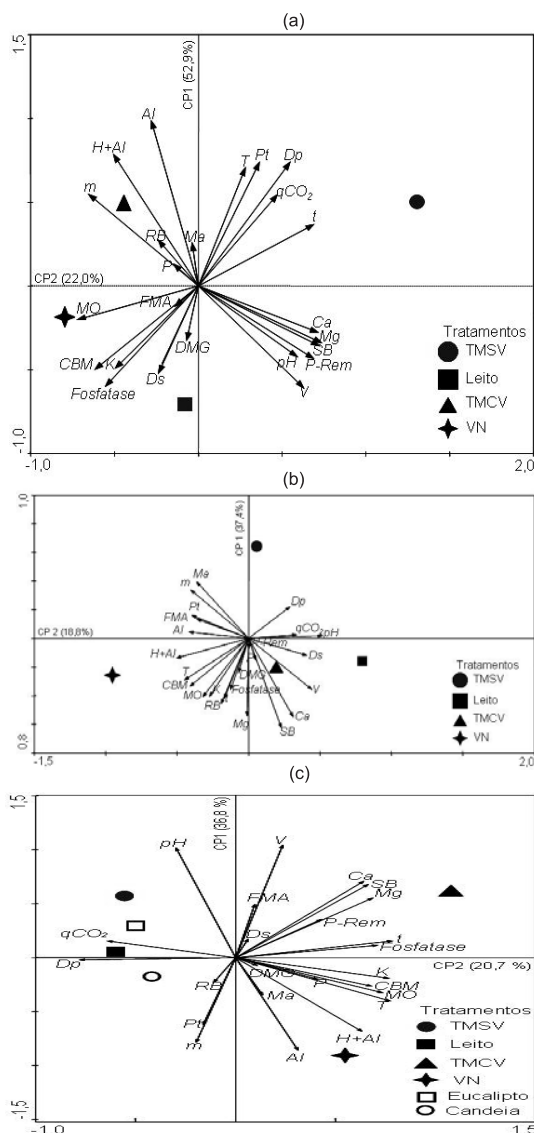 (a)
1,5
CP1 (52,9%)
Al
H+Al
m
T
Pt
Dp
qCO₂
t
RB
Ma
P
CP2 (22,0%)
MO
FMA
DMG
CBM
K
Ds
Fosfatase
Ca
Mg
SB
pH
P-Rem
V
Tratamentos
TMSV
Leito
TMCV
VN
-1,0
-1,0
2,0
(b)
1,0
CP 1 (37,4%)
Ma
m
Pt
FMA
Al
Dp
qCO₂
pH
CP 2 (18,8%)
Rem
H+Al
Ds
P
DMG
T
CBM
K
MO
Fosfatase
V
RB
Mg
Ca
SB
Tratamentos
TMSV
Leito
TMCV
VN
0,8
-1,5
2,0
(c)
1,5
CP1 (36,8 %)
pH
V
Ca
SB
Mg
FMA
P-Rem
Ds
qCO₂
t
Fosfatase
Dp
CP2 (20,7 %)
DMG
P
K
RB
Ma
CBM
MO
T
Pt
m
H+Al
Al
Tratamentos
TMSV
Leito
TMCV
VN
Eucalipto
Candeia
-1,5
-1,0
1,5